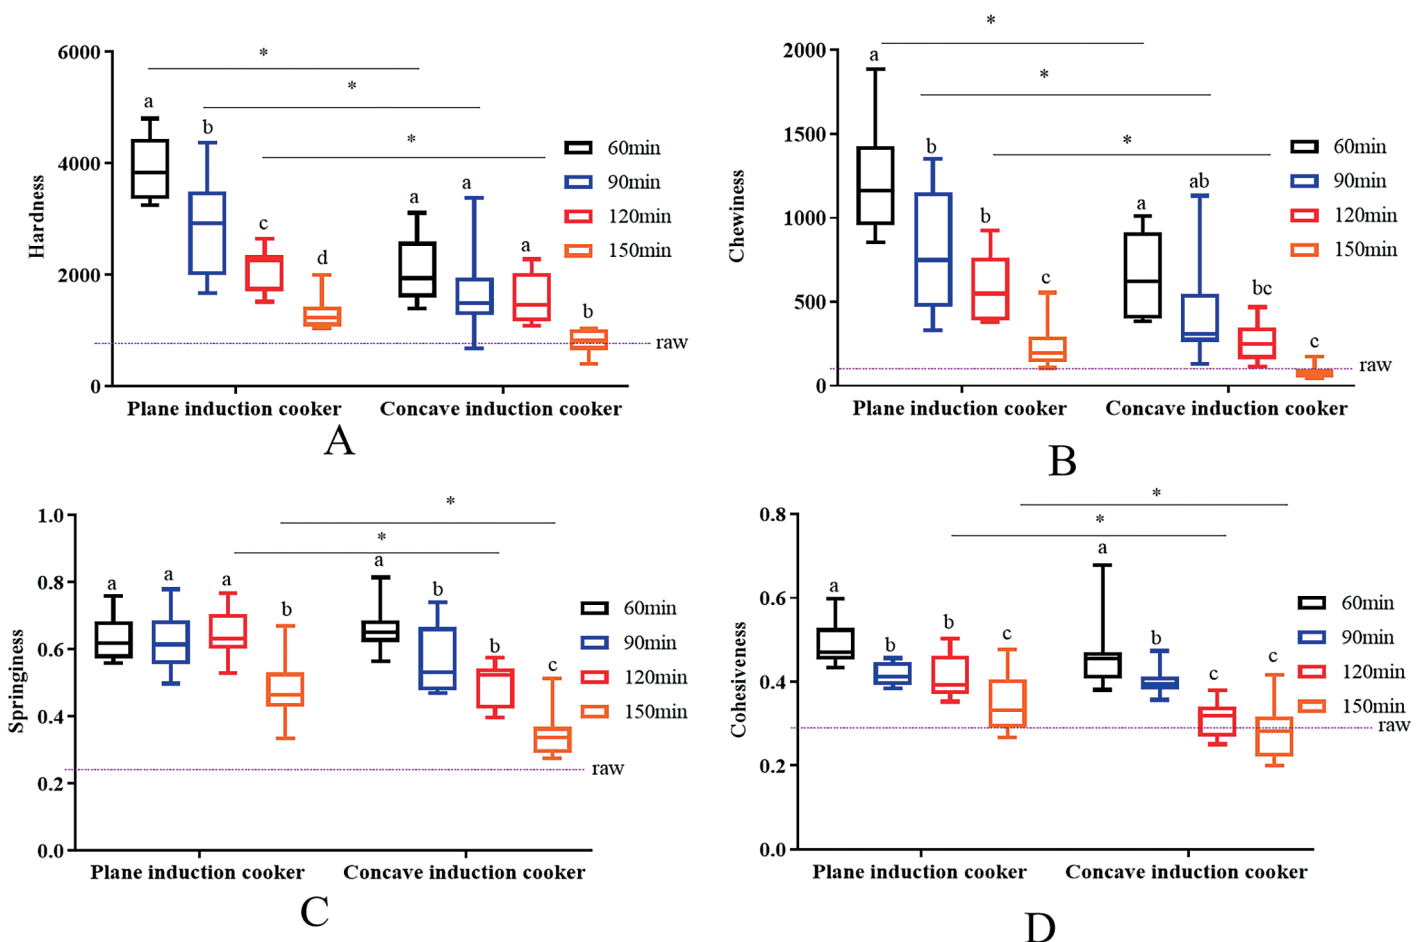 *
6000
*
*
a
b
4000
Hardness
c
d
a
a
a
b
2000
0
raw
60min
90min
120min
150min
Plane induction cooker
Concave induction cooker
A
*
2000
a
*
1500
b
*
Chewiness
b
c
a
ab
bc
c
1000
500
0
raw
60min
90min
120min
150min
Plane induction cooker
Concave induction cooker
B
*
1.0
*
a
a
a
b
a
b
b
c
0.8
0.6
Springiness
0.4
0.2
0.0
raw
60min
90min
120min
150min
Plane induction cooker
Concave induction cooker
C
*
0.8
*
a
b
b
c
a
b
c
c
0.6
Cohesiveness
0.4
0.2
0.0
raw
60min
90min
120min
150min
Plane induction cooker
Concave induction cooker
D